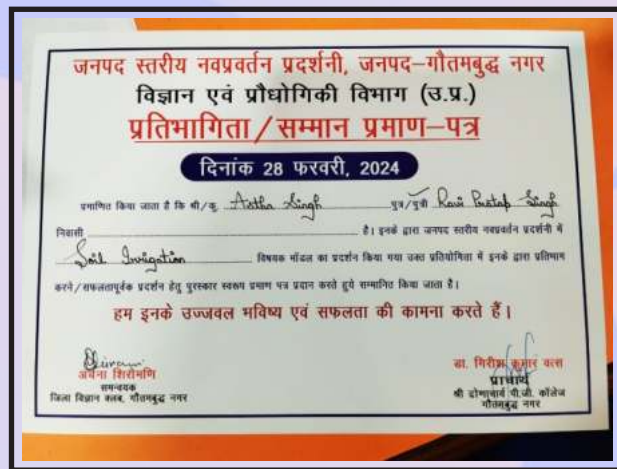 जनपद स्तरीय नवप्रवर्तन प्रदर्शनी, जनपद–गौतमबुद्ध नगर
विज्ञान एवं प्रौधोगिकी विभाग (उ.प्र.)
प्रतिभागिता/सम्मान प्रमाण–पत्र
दिनांक 28 फरवरी, 2024
प्रमाणित किया जाता है कि श्री/कु. Astha Singh पुत्र/पुत्री Ravi Pratap Singh
निवासी है। इनके द्वारा जनपद स्तरीय नवप्रवर्तन प्रदर्शनी में
Soil Irrigation विषयक मॉडल का प्रदर्शन किया गया उक्त प्रतियोगिता में इनके द्वारा प्रतिभाग
करने/सफलतापूर्वक प्रदर्शन हेतु पुरस्कार स्वरूप प्रमाण पत्र प्रदान करते हुये सम्मानित किया जाता है।
हम इनके उज्जवल भविष्य एवं सफलता की कामना करते हैं।
शिरोमणि
समन्वयक
जिला विज्ञान क्लब, गौतमबुद्ध नगर
डा. गिरीश कुमार वत्स
प्राचार्य
श्री द्रोणाचार्य पी.जी. कॉलेज
गौतमबुद्ध नगर